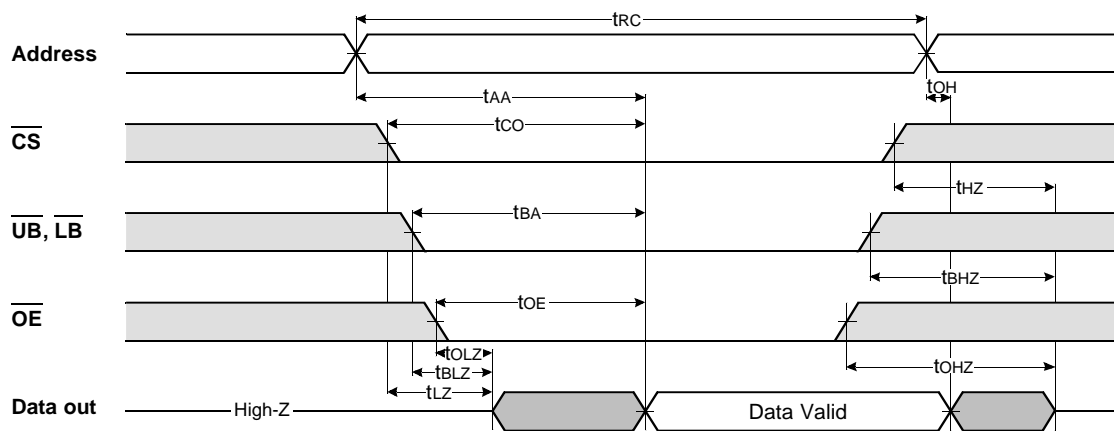 tRC
Address
tAA
tOH
CS
tCO
tHZ
UB, LB
tBA
tBHZ
OE
tOE
tOLZ
tOHZ
tBLZ
tLZ
Data out
High-Z
Data Valid